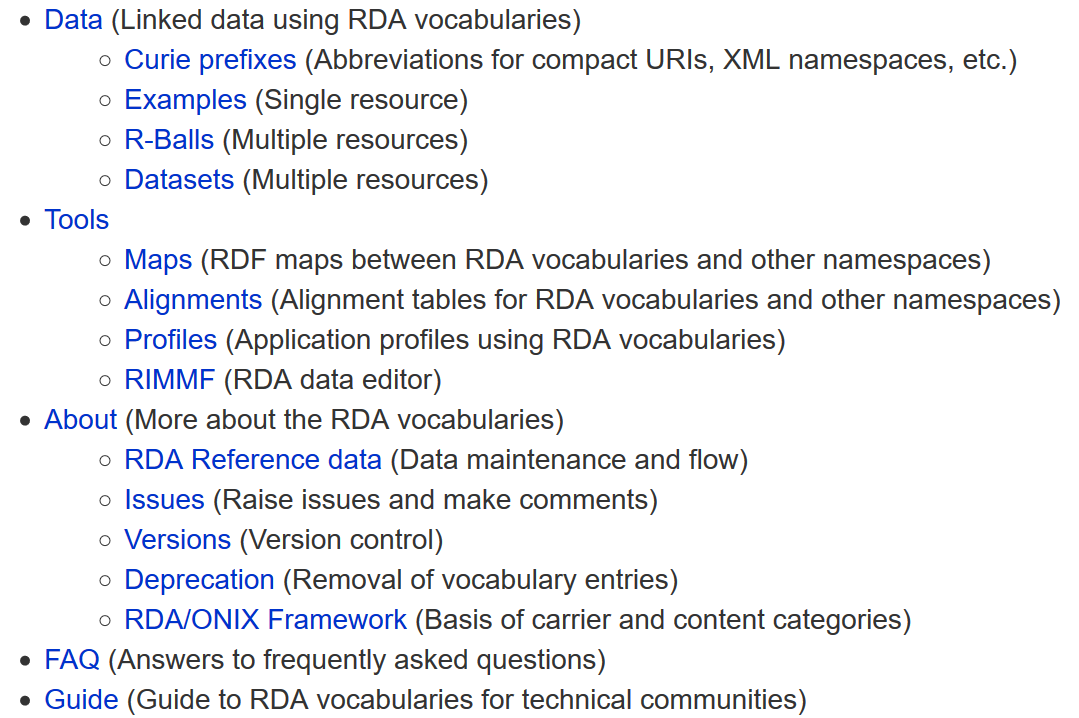 • Data (Linked data using RDA vocabularies)
◦ Curie prefixes (Abbreviations for compact URIs, XML namespaces, etc.)
◦ Examples (Single resource)
◦ R-Balls (Multiple resources)
◦ Datasets (Multiple resources)
• Tools
◦ Maps (RDF maps between RDA vocabularies and other namespaces)
◦ Alignments (Alignment tables for RDA vocabularies and other namespaces)
◦ Profiles (Application profiles using RDA vocabularies)
◦ RIMMF (RDA data editor)
• About (More about the RDA vocabularies)
◦ RDA Reference data (Data maintenance and flow)
◦ Issues (Raise issues and make comments)
◦ Versions (Version control)
◦ Deprecation (Removal of vocabulary entries)
◦ RDA/ONIX Framework (Basis of carrier and content categories)
• FAQ (Answers to frequently asked questions)
• Guide (Guide to RDA vocabularies for technical communities)